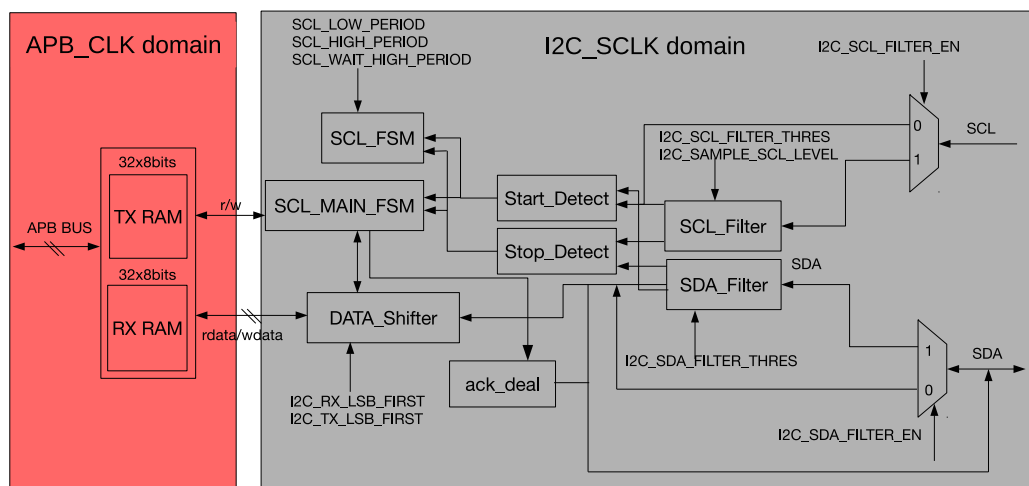 APB_CLK domain
I2C_SCLK domain
SCL_LOW_PERIOD
SCL_HIGH_PERIOD
SCL_WAIT_HIGH_PERIOD
I2C_SCL_FILTER_EN
SCL_FSM
I2C_SCL_FILTER_THRES
I2C_SAMPLE_SCL_LEVEL
0
SCL
1
32x8bits
TX RAM
r/w
SCL_MAIN_FSM
Start_Detect
SCL_Filter
APB BUS
Stop_Detect
SDA
32x8bits
SDA_Filter
RX RAM
rdata/wdata
DATA_Shifter
I2C_SDA_FILTER_THRES
1
SDA
0
ack_deal
I2C_RX_LSB_FIRST
I2C_TX_LSB_FIRST
I2C_SDA_FILTER_EN